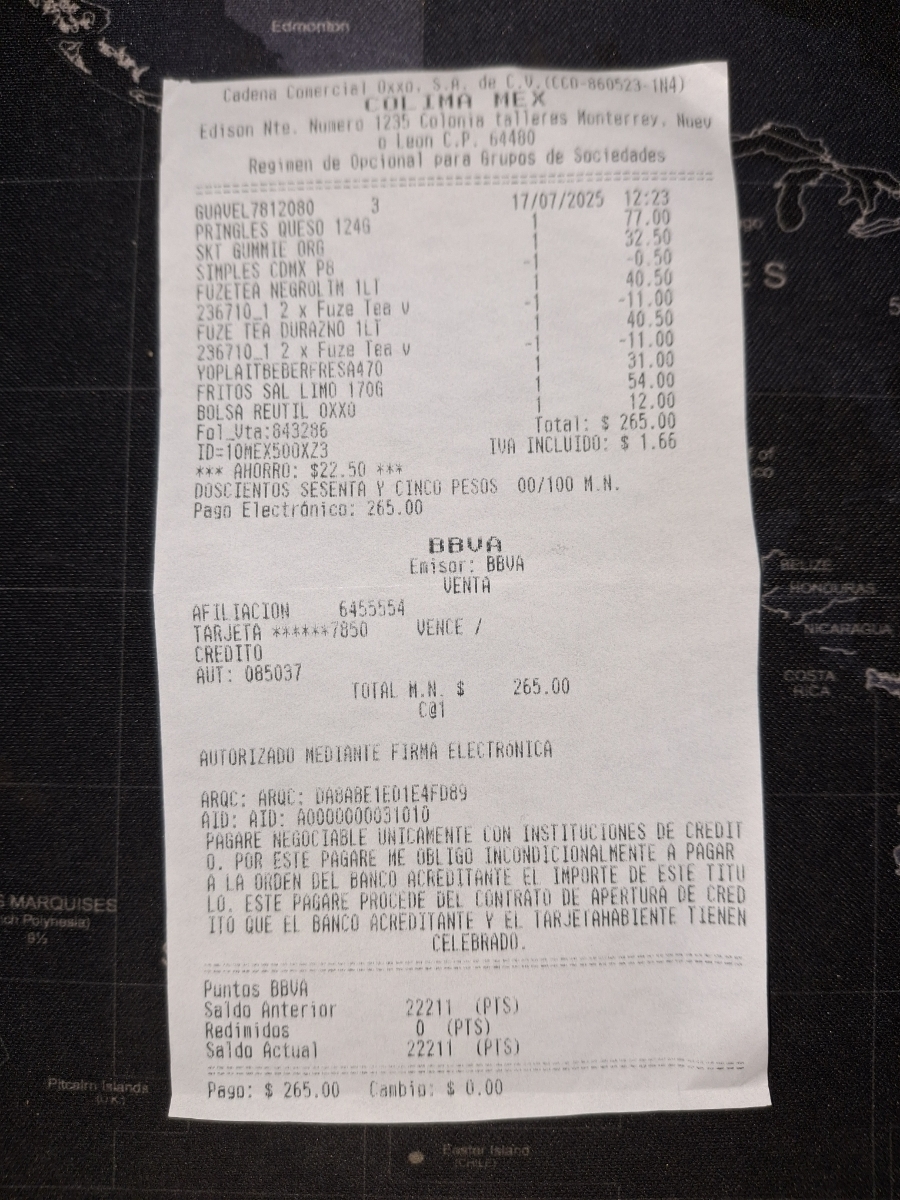 Edmonton
Cadena Comercial Oxxo, S.A. de C.V.(CCO-860523-1N4)
COLIMA MEX
Edison Nte. Numero 1235 Colonia talleres Monterrey, Nuev
o Leon C.P. 64480
Regimen de Opcional para Grupos de Sociedades
GUAVEL7812080 3 17/07/2025 12:23
PRINGLES QUESO 124G 1 77.00
SKT GUMMIE ORG 1 32.50
SIMPLES CDMX P8 -1 -0.50
FUZETEA NEGROLIM 1LT 1 40.50
236710_1 2 x Fuze Tea v -1 -11.00
FUZE TEA DURAZNO 1LT 1 40.50
236710_1 2 x Fuze Tea v -1 -11.00
YOPLAITBEBERFRESA470 1 31.00
FRITOS SAL LIMO 170G 1 54.00
BOLSA REUTIL OXXO 1 12.00
Fol_Vta:843286 Total: $ 265.00
ID=10MEX500XZ3 IVA INCLUIDO: $ 1.66
*** AHORRO: $22.50 ***
DOSCIENTOS SESENTA Y CINCO PESOS 00/100 M.N.
Pago Electrónico: 265.00
BBVA
Emisor: BBVA
VENTA
AFILIACION 6455554
TARJETA ******7850 VENCE /
CREDITO
AUT: 085037
TOTAL M.N. $ 265.00
C@1
AUTORIZADO MEDIANTE FIRMA ELECTRONICA
ARQC: ARQC: DA8ABE1E01E4FD89
AID: AID: A0000000031010
PAGARE NEGOCIABLE UNICAMENTE CON INSTITUCIONES DE CREDIT
O. POR ESTE PAGARE ME OBLIGO INCONDICIONALMENTE A PAGAR
A LA ORDEN DEL BANCO ACREDITANTE EL IMPORTE DE ESTE TITU
LO. ESTE PAGARE PROCEDE DEL CONTRATO DE APERTURA DE CRED
ITO QUE EL BANCO ACREDITANTE Y EL TARJETAHABIENTE TIENEN
CELEBRADO.
Puntos BBVA
Saldo Anterior 22211 (PTS)
Redimidos 0 (PTS)
Saldo Actual 22211 (PTS)
Pago: $ 265.00 Cambio: $ 0.00
E S
of
co
BELIZE
HONDURAS
NICARAGUA
COSTA
RICA
MARQUISES
ch Polynesia)
9½
Pitcairn Islands
(U.K.)
Easter Island
(CHILE)